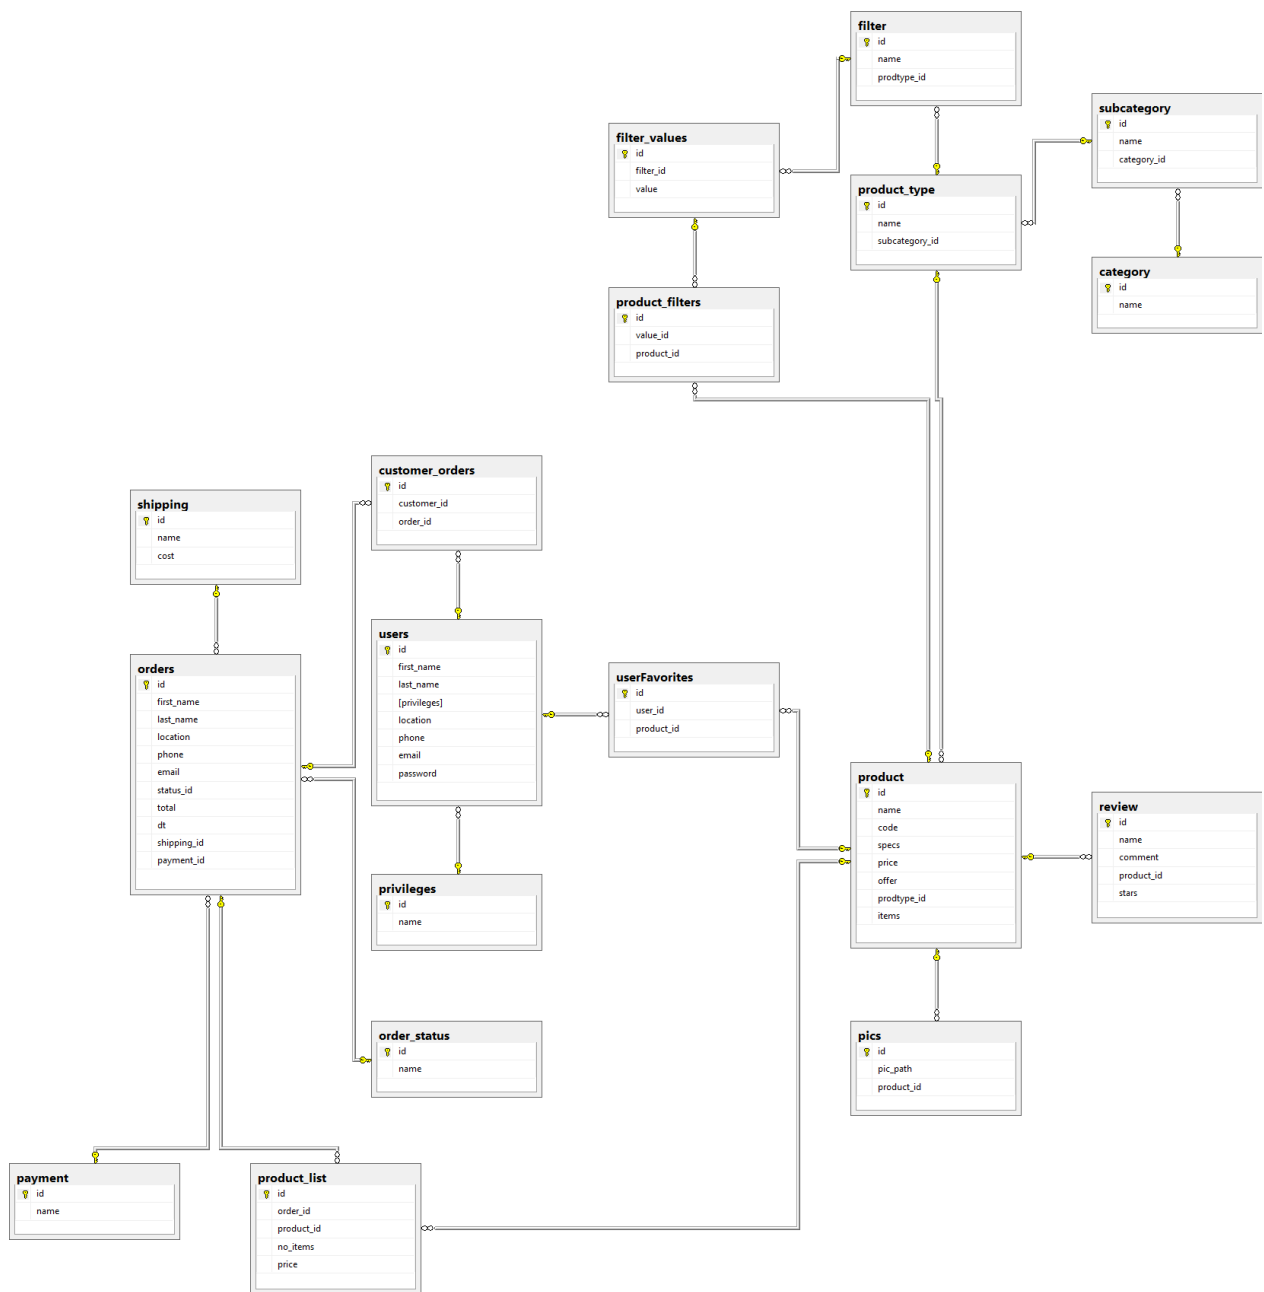 filter
id
name
prodtype_id
subcategory
id
name
category_id
filter_values
id
filter_id
value
product_type
id
name
subcategory_id
category
id
name
product_filters
id
value_id
product_id
customer_orders
id
customer_id
order_id
shipping
id
name
cost
users
id
first_name
last_name
[privileges]
location
phone
email
password
orders
id
first_name
last_name
location
phone
email
status_id
total
dt
shipping_id
payment_id
userFavorites
id
user_id
product_id
product
id
name
code
specs
price
offer
prodtype_id
items
review
id
name
comment
product_id
stars
privileges
id
name
order_status
id
name
pics
id
pic_path
product_id
payment
id
name
product_list
id
order_id
product_id
no_items
price